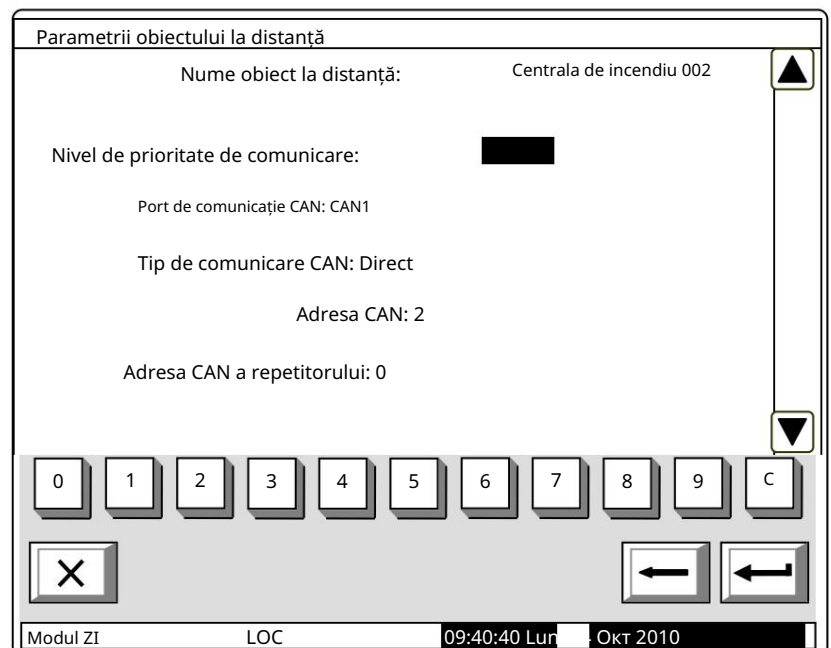 Parametrii obiectului la distanță
Nume obiect la distanță: Centrala de incendiu 002
Nivel de prioritate de comunicare:
Port de comunicație CAN: CAN1
Tip de comunicare CAN: Direct
Adresa CAN: 2
Adresa CAN a repetitorului: 0
0 1 2 3 4 5 6 7 8 9 C
Modul ZI LOC 09:40:40 Lun Окт 2010